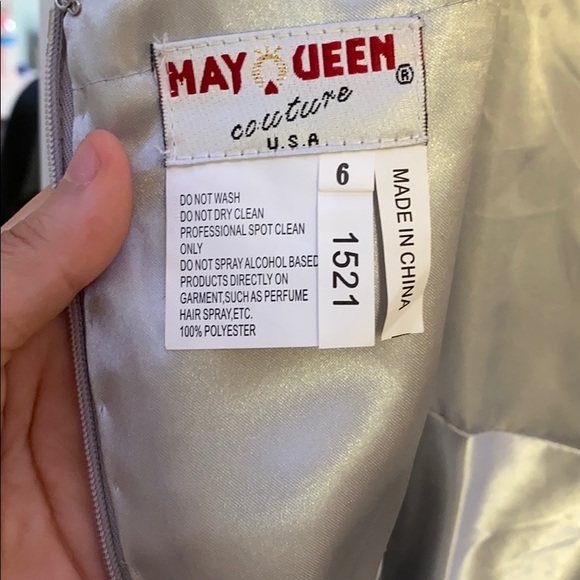 MAY QUEEN ®
couture
U.S.A
DO NOT WASH
DO NOT DRY CLEAN
PROFESSIONAL SPOT CLEAN
ONLY
DO NOT SPRAY ALCOHOL BASED
PRODUCTS DIRECTLY ON
GARMENT,SUCH AS PERFUME
HAIR SPRAY,ETC.
100% POLYESTER
6
1521
MADE IN CHINA